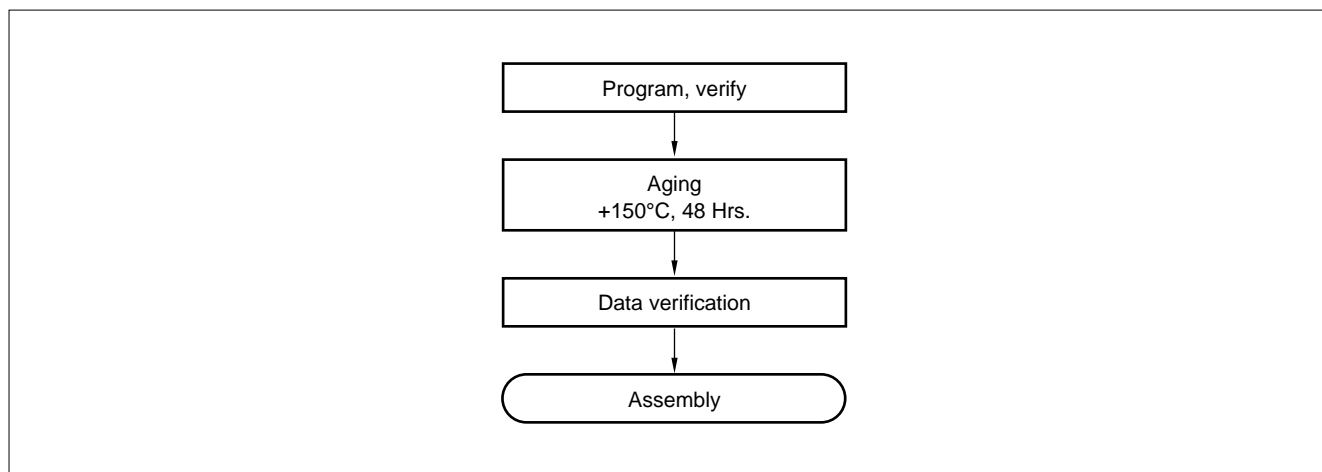 Program, verify
Aging
+150°C, 48 Hrs.
Data verification
Assembly